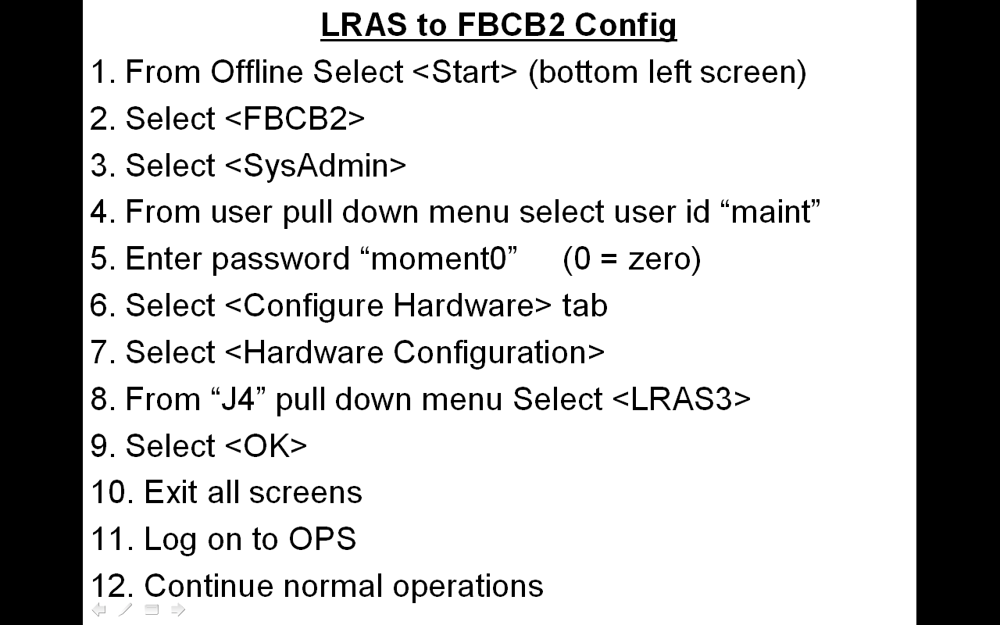 LRAS to FBCB2 Config
1. From Offline Select <Start> (bottom left screen)
2. Select <FBCB2>
3. Select <SysAdmin>
4. From user pull down menu select user id “maint”
5. Enter password “moment0” (0 = zero)
6. Select <Configure Hardware> tab
7. Select <Hardware Configuration>
8. From “J4” pull down menu Select <LRAS3>
9. Select <OK>
10. Exit all screens
11. Log on to OPS
12. Continue normal operations